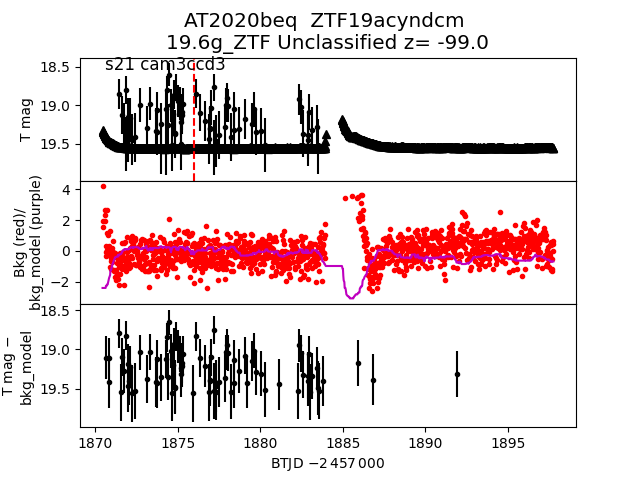 AT2020beq  ZTF19acyndcm
19.6g_ZTF Unclassified z= -99.0
s21 cam3ccd3
T mag
18.5
19.0
19.5
Bkg (red)/
bkg_model (purple)
4
2
0
−2
T mag −
bkg_model
18.5
19.0
19.5
1870 1875 1880 1885 1890 1895
BTJD −2 457 000